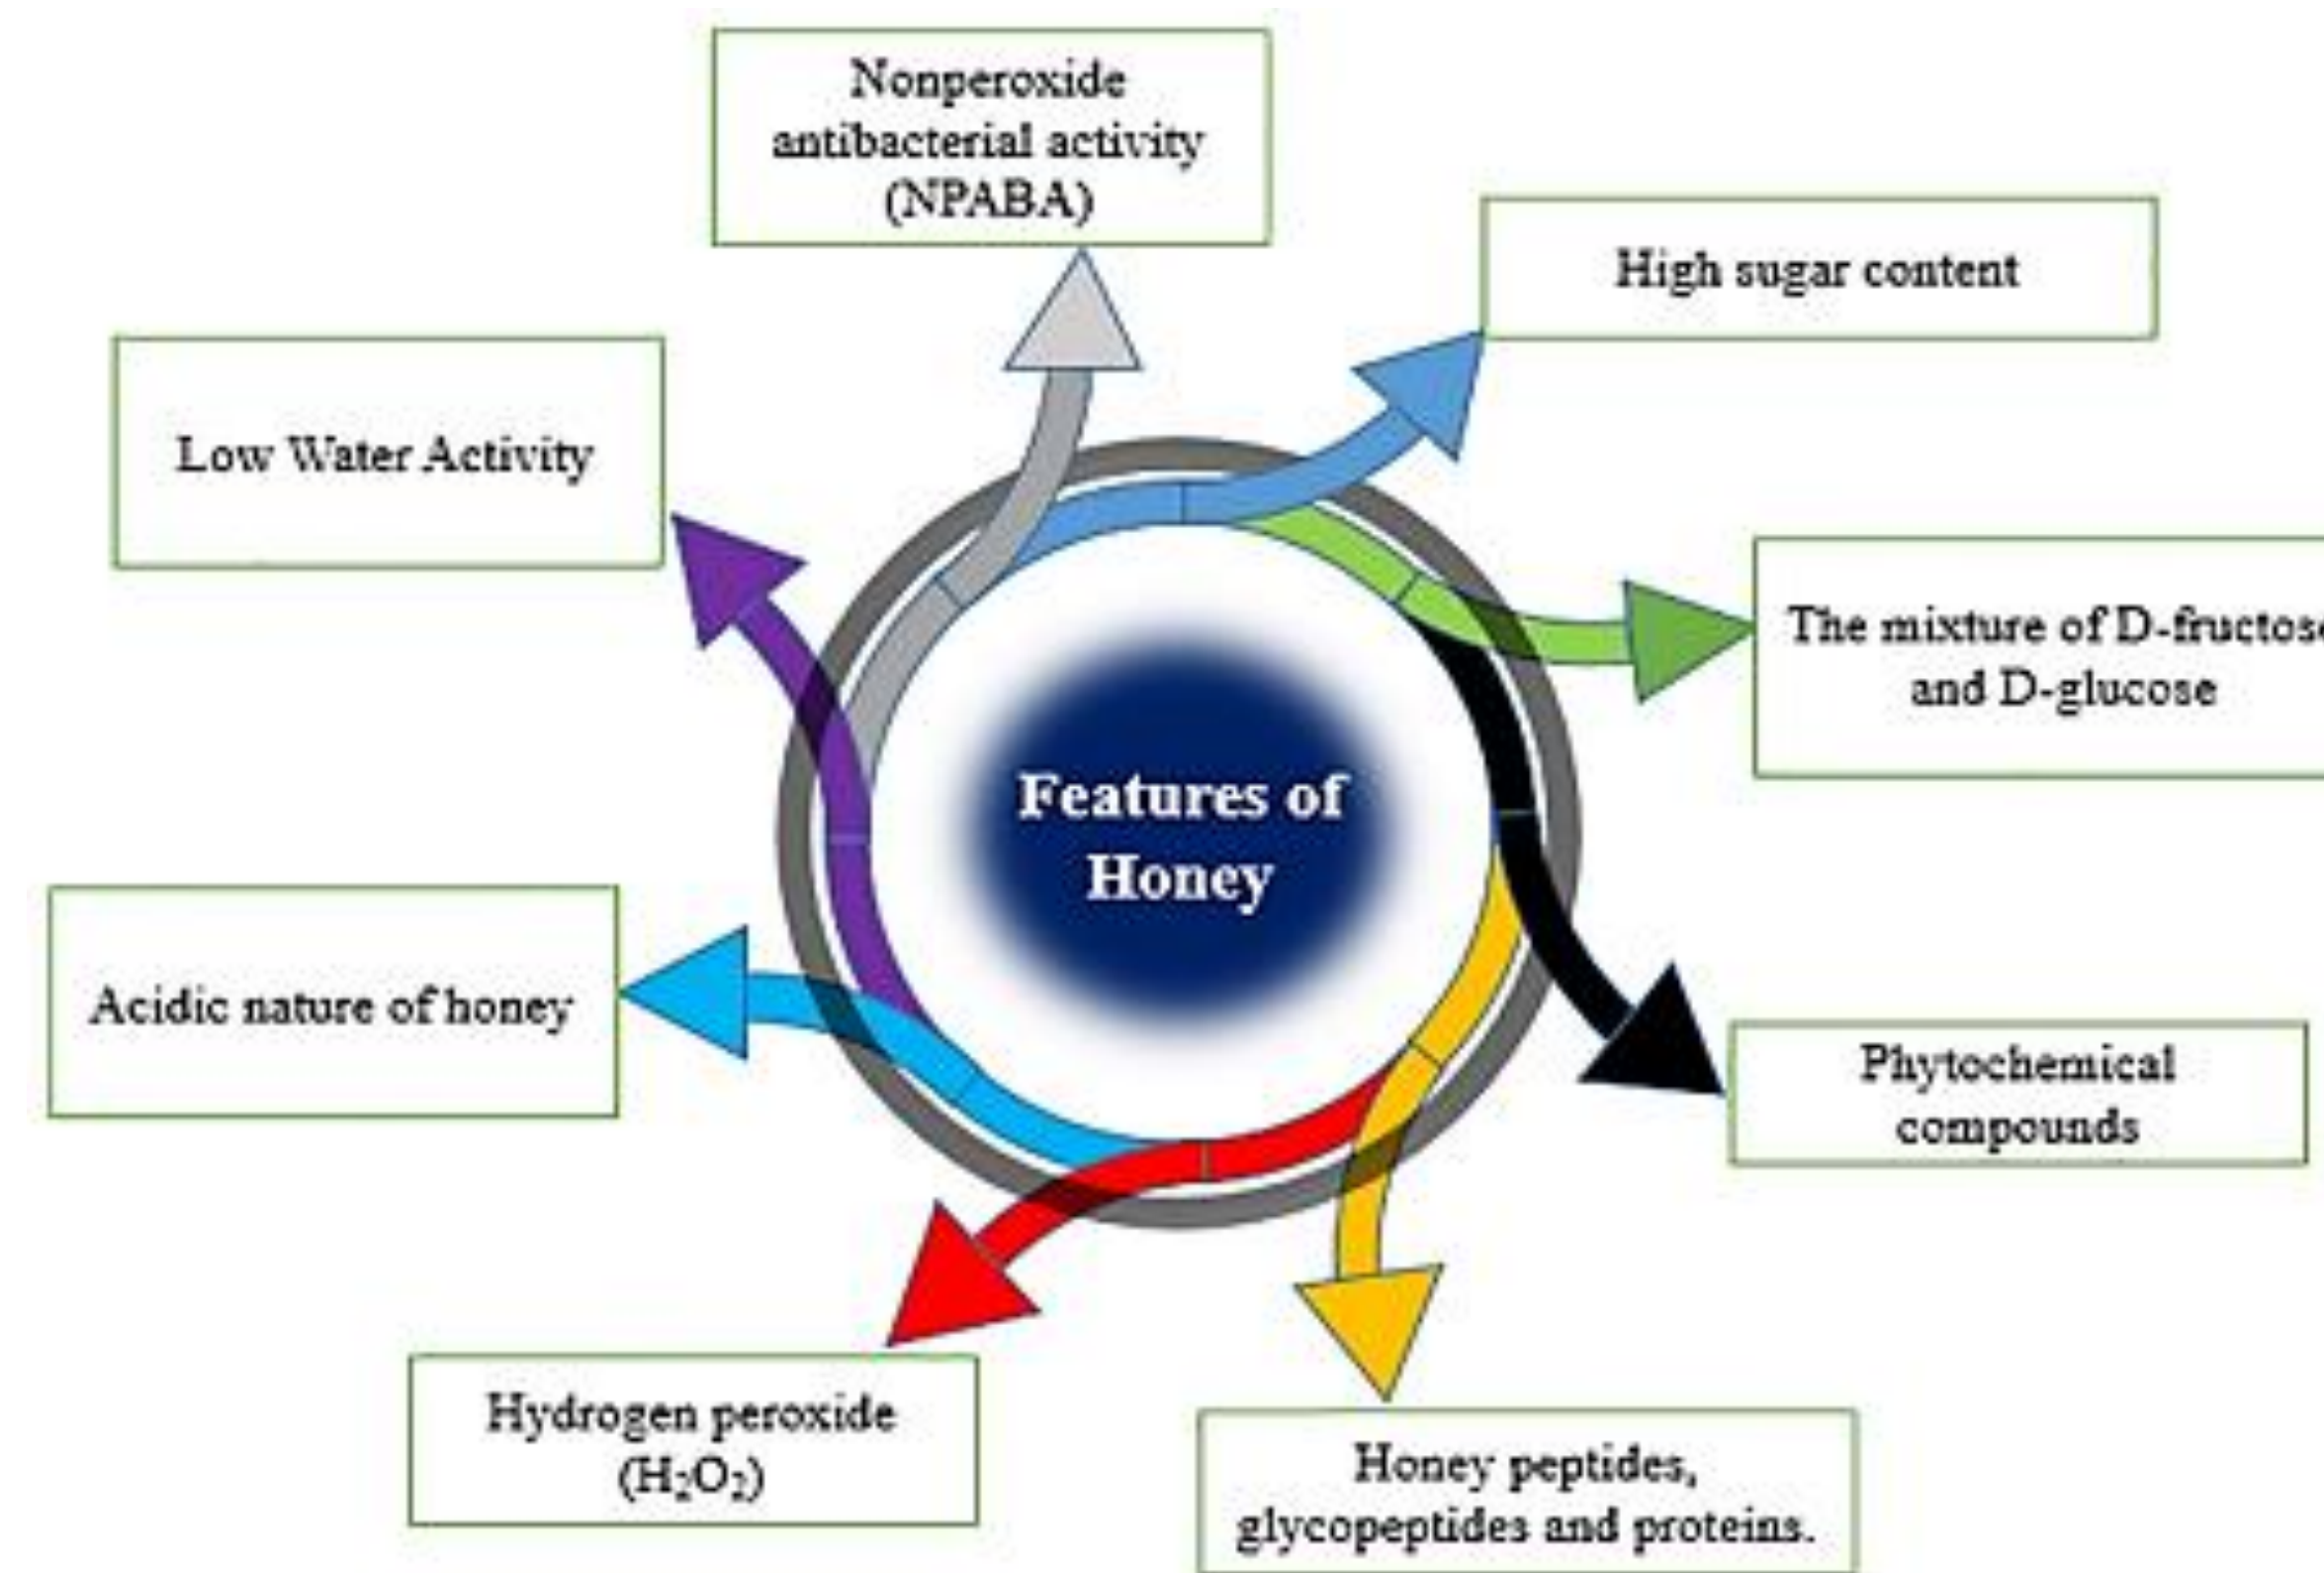 Nonperoxide
antibacterial activity
(NPABA)
High sugar content
Low Water Activity
The mixture of D-fructose
and D-glucose
Features of
Honey
Acidic nature of honey
Phytochemical
compounds
Hydrogen peroxide
(H₂O₂)
Honey peptides,
glycopeptides and proteins.